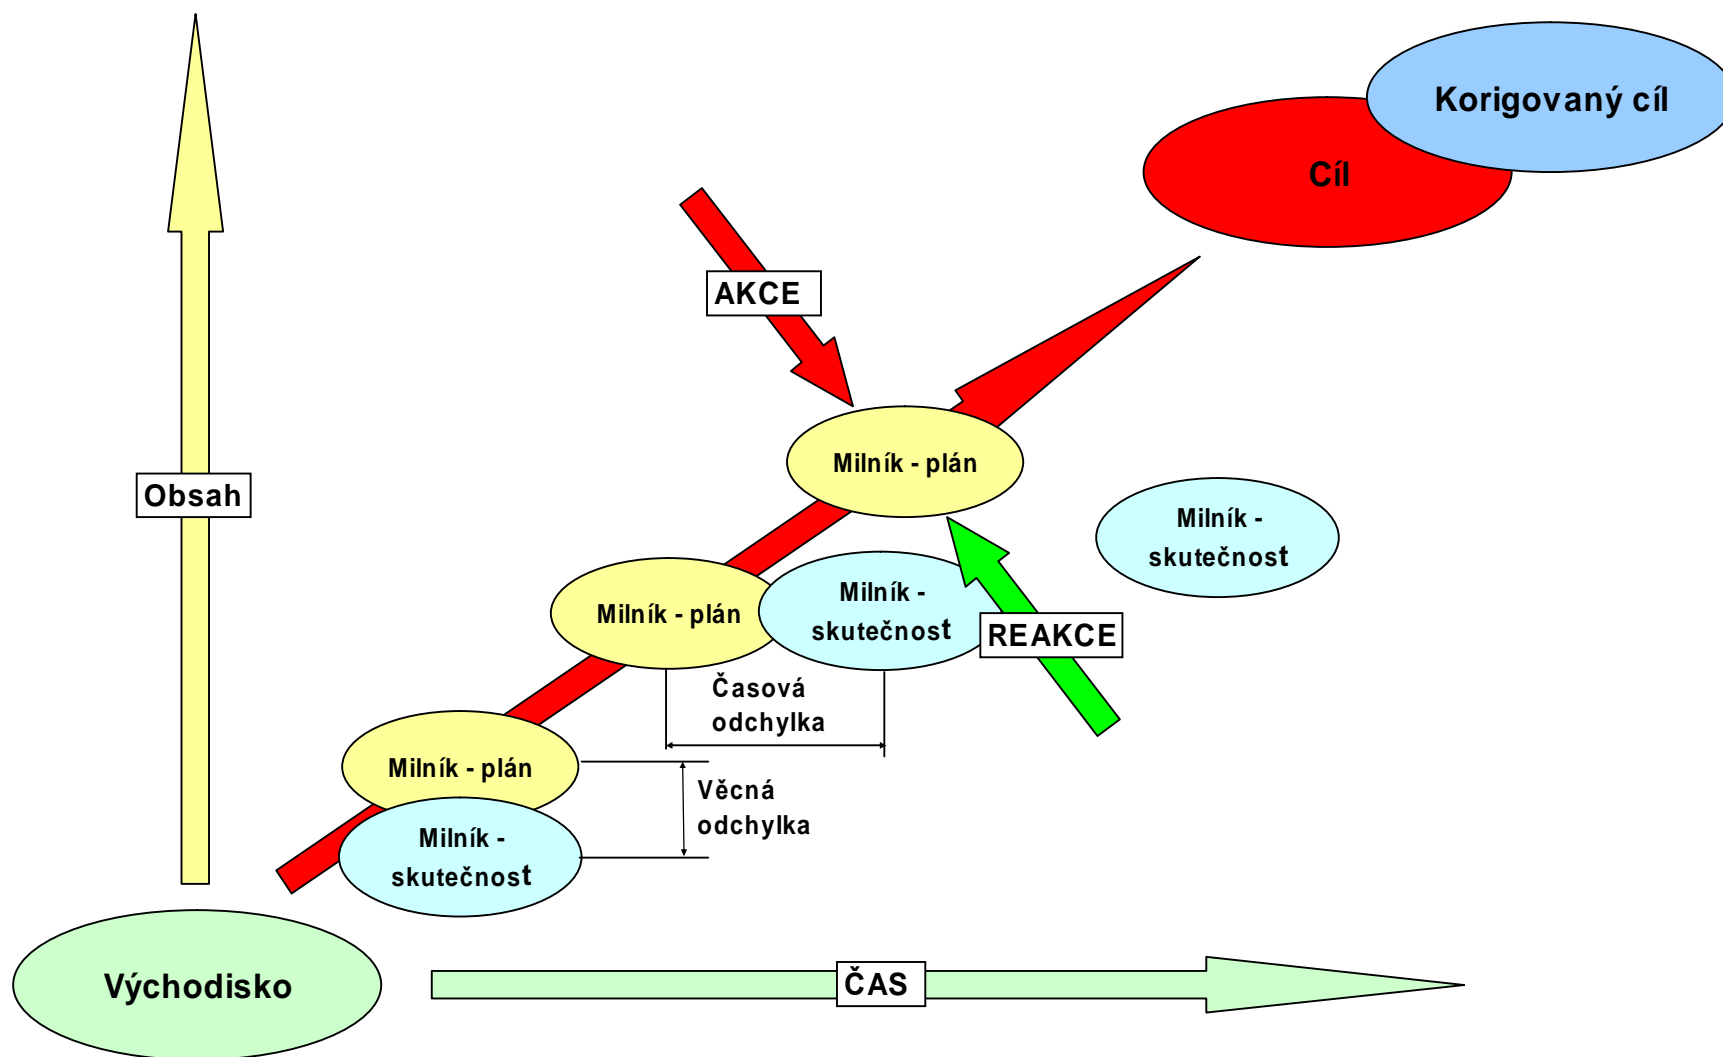 Korigovaný cíl
Cíl
AKCE
Milník - plán
Obsah
Milník -
skutečnost
Milník - plán
Milník -
skutečnost
REAKCE
Časová
odchylka
Milník - plán
Věcná
odchylka
Milník -
skutečnost
Východisko
ČAS